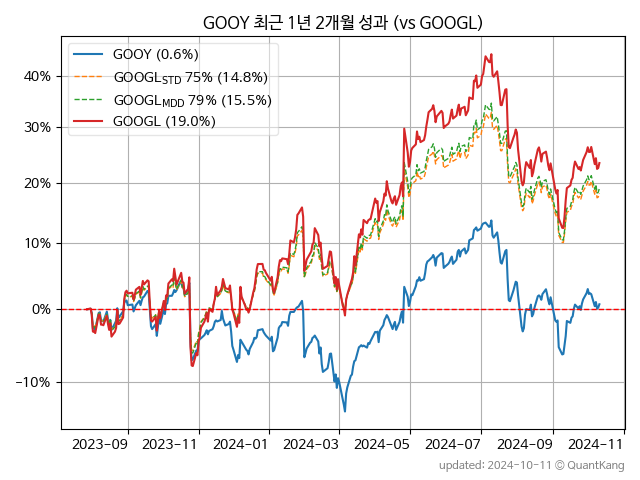 GOOY 최근 1년 2개월 성과 (vs GOOGL)
GOOY (0.6%)
GOOGL_STD 75% (14.8%)
GOOGL_MDD 79% (15.5%)
GOOGL (19.0%)
40%
30%
20%
10%
0%
−10%
2023−09 2023−11 2024−01 2024−03 2024−05 2024−07 2024−09 2024−11
updated: 2024-10-11 ⓒ QuantKang